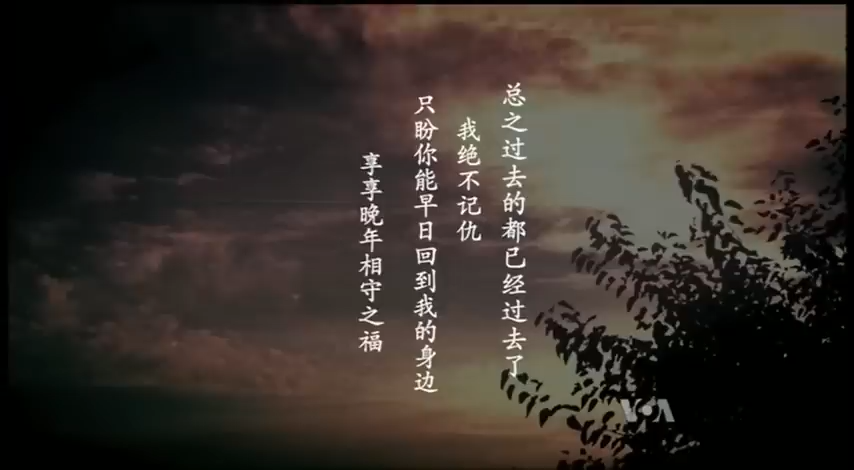 总之过去的都已经过去了
我绝不记仇
只盼你能早日回到我的身边
享享晚年相守之福
VOA